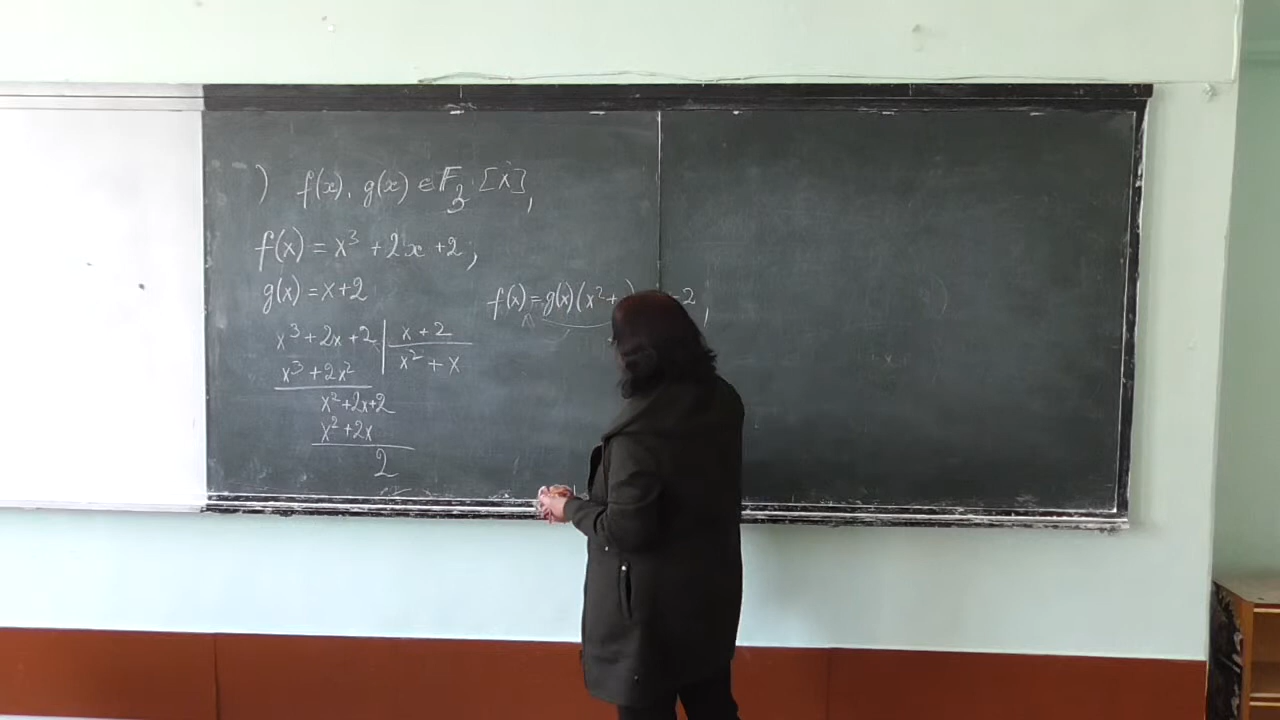 ) f(x), g(x) ∈ 𝔽₃ [x],
f(x) = x³ + 2x + 2,
g(x) = x + 2
x³ + 2x + 2 | x + 2
x³ + 2x² | x² + x
x² + 2x + 2
x² + 2x
2
f(x) = g(x)(x² + 2,